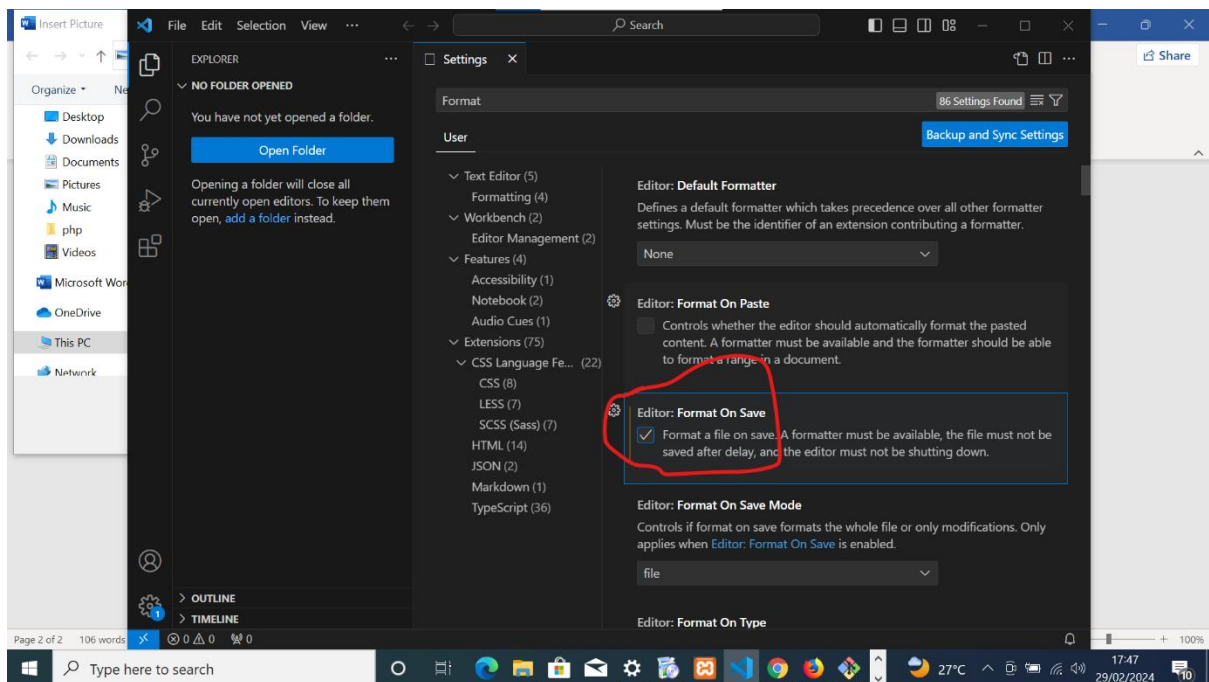 Insert Picture
File Edit Selection View ...
Search
Share
Organize
Ne
Desktop
Downloads
Documents
Pictures
Music
php
Videos
Microsoft Wor
OneDrive
This PC
Network
EXPLORER
NO FOLDER OPENED
You have not yet opened a folder.
Open Folder
Opening a folder will close all
currently open editors. To keep them
open, add a folder instead.
OUTLINE
TIMELINE
Settings
Format
86 Settings Found
User
Backup and Sync Settings
Text Editor (5)
Formatting (4)
Workbench (2)
Editor Management (2)
Features (4)
Accessibility (1)
Notebook (2)
Audio Cues (1)
Extensions (75)
CSS Language Fe... (22)
CSS (8)
LESS (7)
SCSS (Sass) (7)
HTML (14)
JSON (2)
Markdown (1)
TypeScript (36)
Editor: Default Formatter
Defines a default formatter which takes precedence over all other formatter
settings. Must be the identifier of an extension contributing a formatter.
None
Editor: Format On Paste
Controls whether the editor should automatically format the pasted
content. A formatter must be available and the formatter should be able
to format a range in a document.
Editor: Format On Save
Format a file on save. A formatter must be available, the file must not be
saved after delay, and the editor must not be shutting down.
Editor: Format On Save Mode
Controls if format on save formats the whole file or only modifications. Only
applies when Editor: Format On Save is enabled.
file
Editor: Format On Type
1
Page 2 of 2 106 words
0 0 0
100%
Type here to search
27°C
17:47
29/02/2024
10